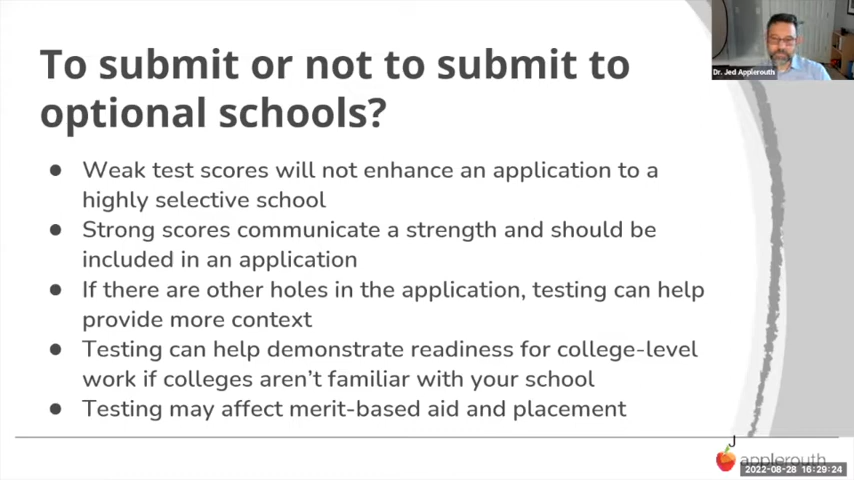 Dr. Jed Applerouth
To submit or not to submit to
optional schools?
● Weak test scores will not enhance an application to a
highly selective school
● Strong scores communicate a strength and should be
included in an application
● If there are other holes in the application, testing can help
provide more context
● Testing can help demonstrate readiness for college-level
work if colleges aren't familiar with your school
● Testing may affect merit-based aid and placement
J
applerouth
2022-08-28 16:29:24